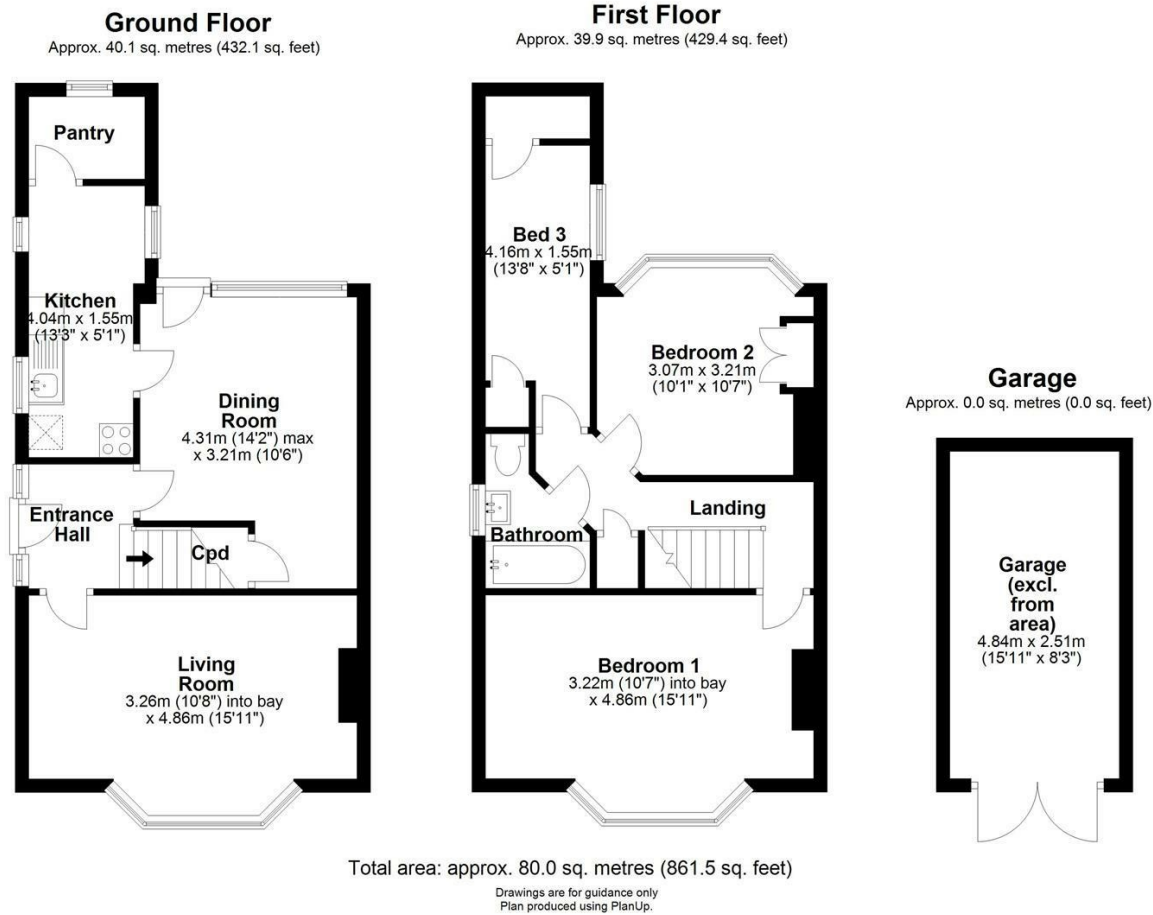 Ground Floor
Approx. 40.1 sq. metres (432.1 sq. feet)
Pantry
Kitchen
4.04m x 1.55m
(13'3" x 5'1")
Dining
Room
4.31m (14'2") max
x 3.21m (10'6")
Entrance
Hall
Cpd
Living
Room
3.26m (10'8") into bay
x 4.86m (15'11")
First Floor
Approx. 39.9 sq. metres (429.4 sq. feet)
Bed 3
4.16m x 1.55m
(13'8" x 5'1")
Bedroom 2
3.07m x 3.21m
(10'1" x 10'7")
Landing
Bathroom
Bedroom 1
3.22m (10'7") into bay
x 4.86m (15'11")
Garage
Approx. 0.0 sq. metres (0.0 sq. feet)
Garage
(excl.
from
area)
4.84m x 2.51m
(15'11" x 8'3")
Total area: approx. 80.0 sq. metres (861.5 sq. feet)
Drawings are for guidance only
Plan produced using PlanUp.